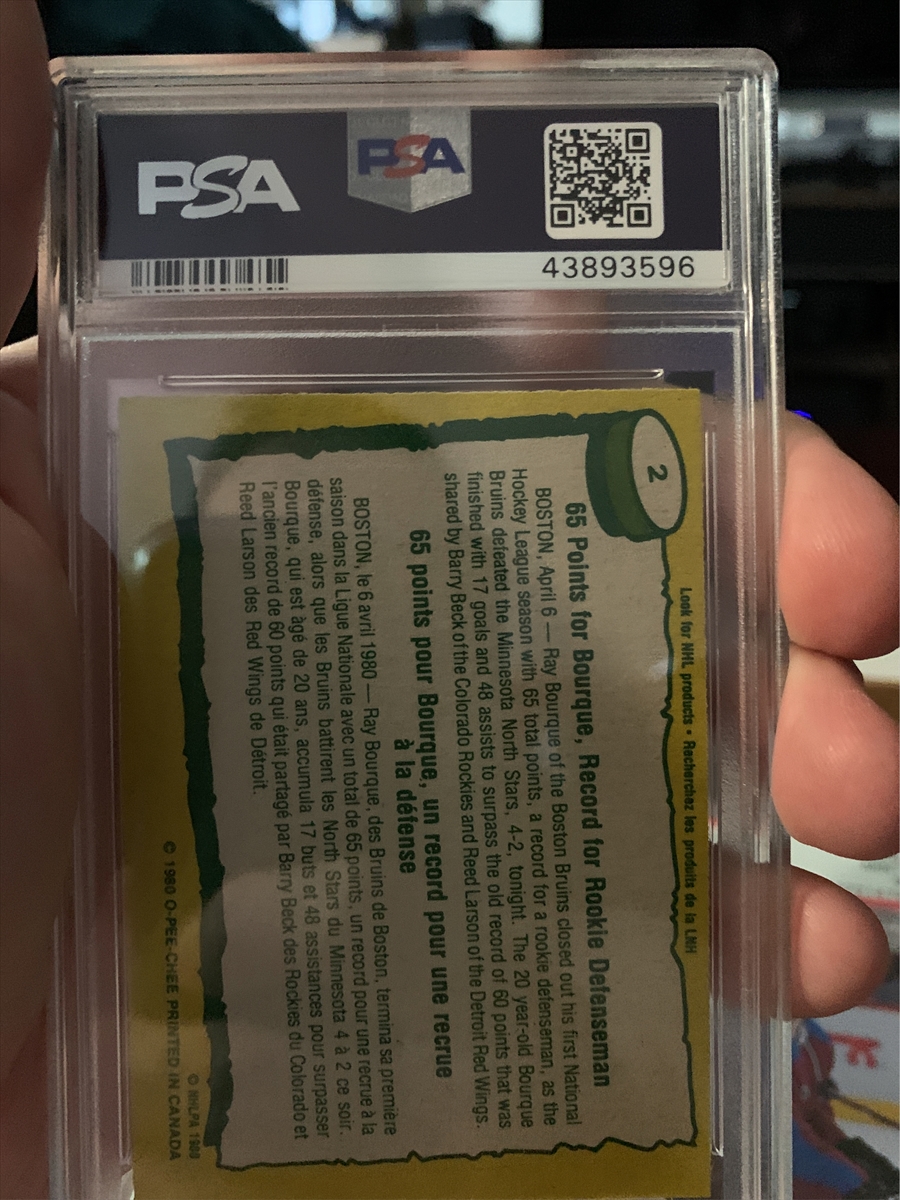 PSA
PSA
43893596
2
Look for NHL products • Recherchez les produits de la LNH
65 Points for Bourque, Record for Rookie Defenseman
BOSTON, April 6 — Ray Bourque of the Boston Bruins closed out his first National
Hockey League season with 65 total points, a record for a rookie defenseman, as the
Bruins defeated the Minnesota North Stars, 4-2, tonight. The 20 year-old Bourque
finished with 17 goals and 48 assists to surpass the old record of 60 points that was
shared by Barry Beck of the Colorado Rockies and Reed Larson of the Detroit Red Wings.
65 points pour Bourque, un record pour une recrue
à la défense
BOSTON, le 6 avril 1980 — Ray Bourque, des Bruins de Boston, termina sa première
saison dans la Ligue Nationale avec un total de 65 points, un record pour une recrue à la
défense, alors que les Bruins battirent les North Stars du Minnesota 4 à 2 ce soir.
Bourque, qui est âgé de 20 ans, accumula 17 buts et 48 assistances pour surpasser
l'ancien record de 60 points qui était partagé par Barry Beck des Rockies du Colorado et
Reed Larson des Red Wings de Détroit.
© NHLPA 1980
© 1980 O-PEE-CHEE PRINTED IN CANADA